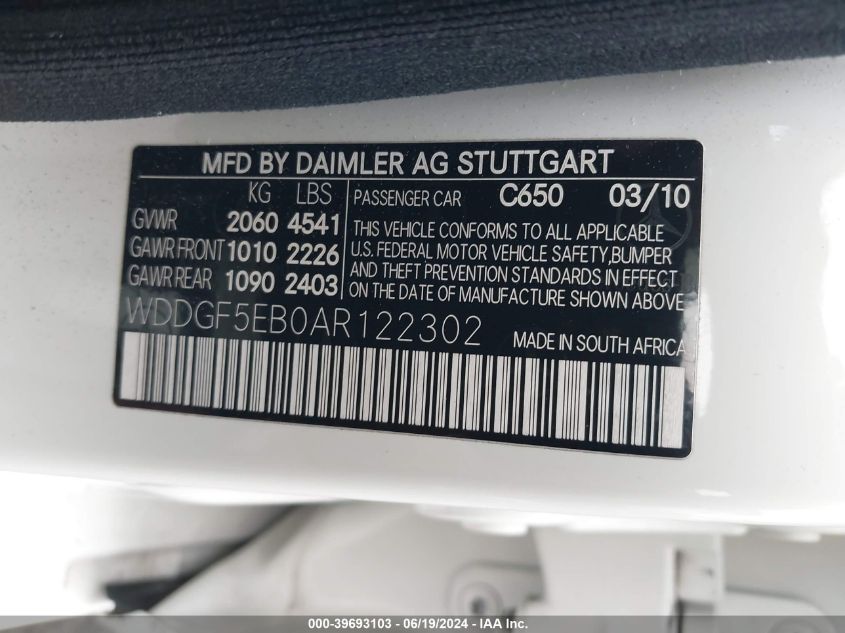 MFD BY DAIMLER AG STUTTGART
KG LBS
GVWR 2060 4541
GAWR FRONT 1010 2226
GAWR REAR 1090 2403
PASSENGER CAR C650 03/10
THIS VEHICLE CONFORMS TO ALL APPLICABLE
U.S. FEDERAL MOTOR VEHICLE SAFETY,BUMPER
AND THEFT PREVENTION STANDARDS IN EFFECT
ON THE DATE OF MANUFACTURE SHOWN ABOVE
WDDGF5EB0AR122302
MADE IN SOUTH AFRICA
000-39693103 - 06/19/2024 - IAA Inc.